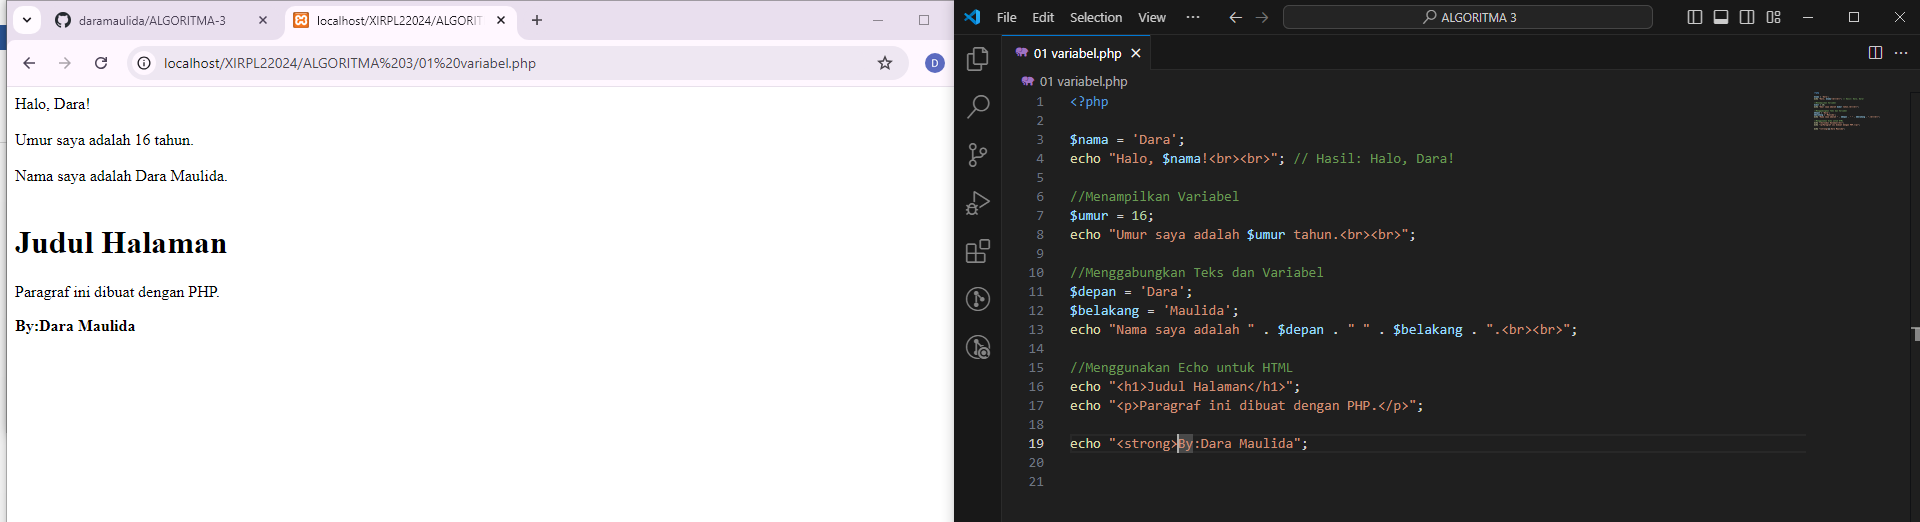 daramaulida/ALGORITMA-3
localhost/XIRPL22024/ALGORIT
localhost/XIRPL22024/ALGORITMA%203/01%20variabel.php
D
Halo, Dara!
Umur saya adalah 16 tahun.
Nama saya adalah Dara Maulida.
Judul Halaman
Paragraf ini dibuat dengan PHP.
By:Dara Maulida
File Edit Selection View ···
ALGORITMA 3
01 variabel.php
01 variabel.php
1 <?php
2
3 $nama = 'Dara';
4 echo "Halo, $nama!<br><br>"; // Hasil: Halo, Dara!
5
6 //Menampilkan Variabel
7 $umur = 16;
8 echo "Umur saya adalah $umur tahun.<br><br>";
9
10 //Menggabungkan Teks dan Variabel
11 $depan = 'Dara';
12 $belakang = 'Maulida';
13 echo "Nama saya adalah " . $depan . " " . $belakang . ".<br><br>";
14
15 //Menggunakan Echo untuk HTML
16 echo "<h1>Judul Halaman</h1>";
17 echo "<p>Paragraf ini dibuat dengan PHP.</p>";
18
19 echo "<strong>By:Dara Maulida";
20
21